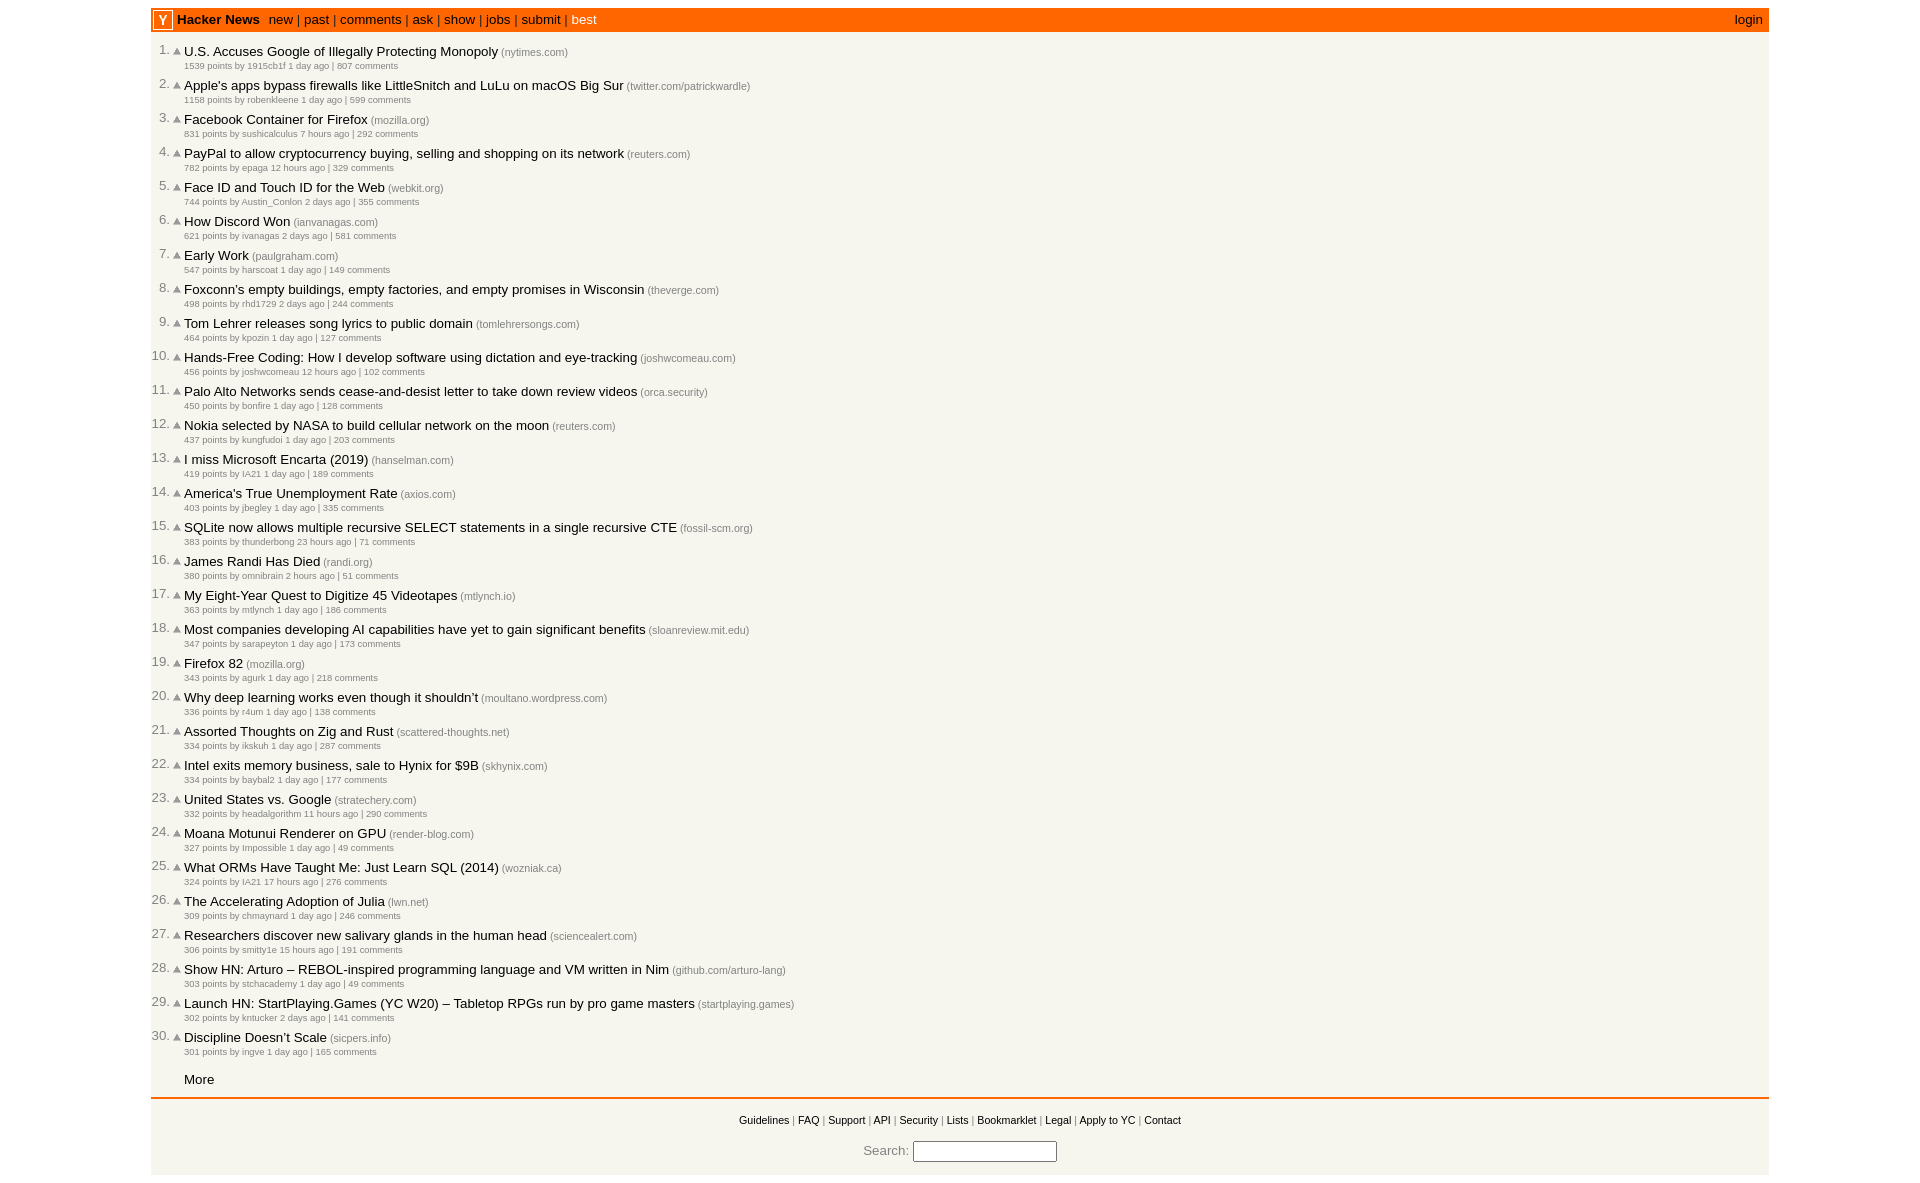 Y Hacker News new | past | comments | ask | show | jobs | submit | best login
1. U.S. Accuses Google of Illegally Protecting Monopoly (nytimes.com)
1539 points by 1915cb1f 1 day ago | 807 comments
2. Apple's apps bypass firewalls like LittleSnitch and LuLu on macOS Big Sur (twitter.com/patrickwardle)
1158 points by robenkleene 1 day ago | 599 comments
3. Facebook Container for Firefox (mozilla.org)
831 points by sushicalculus 7 hours ago | 292 comments
4. PayPal to allow cryptocurrency buying, selling and shopping on its network (reuters.com)
782 points by epaga 12 hours ago | 329 comments
5. Face ID and Touch ID for the Web (webkit.org)
744 points by Austin_Conlon 2 days ago | 355 comments
6. How Discord Won (ianvanagas.com)
621 points by ivanagas 2 days ago | 581 comments
7. Early Work (paulgraham.com)
547 points by harscoat 1 day ago | 149 comments
8. Foxconn’s empty buildings, empty factories, and empty promises in Wisconsin (theverge.com)
498 points by rhd1729 2 days ago | 244 comments
9. Tom Lehrer releases song lyrics to public domain (tomlehrersongs.com)
464 points by kpozin 1 day ago | 127 comments
10. Hands-Free Coding: How I develop software using dictation and eye-tracking (joshwcomeau.com)
456 points by joshwcomeau 12 hours ago | 102 comments
11. Palo Alto Networks sends cease-and-desist letter to take down review videos (orca.security)
450 points by bonfire 1 day ago | 128 comments
12. Nokia selected by NASA to build cellular network on the moon (reuters.com)
437 points by kungfudoi 1 day ago | 203 comments
13. I miss Microsoft Encarta (2019) (hanselman.com)
419 points by IA21 1 day ago | 189 comments
14. America's True Unemployment Rate (axios.com)
403 points by jbegley 1 day ago | 335 comments
15. SQLite now allows multiple recursive SELECT statements in a single recursive CTE (fossil-scm.org)
383 points by thunderbong 23 hours ago | 71 comments
16. James Randi Has Died (randi.org)
380 points by omnibrain 2 hours ago | 51 comments
17. My Eight-Year Quest to Digitize 45 Videotapes (mtlynch.io)
363 points by mtlynch 1 day ago | 186 comments
18. Most companies developing AI capabilities have yet to gain significant benefits (sloanreview.mit.edu)
347 points by sarapeyton 1 day ago | 173 comments
19. Firefox 82 (mozilla.org)
343 points by agurk 1 day ago | 218 comments
20. Why deep learning works even though it shouldn’t (moultano.wordpress.com)
336 points by r4um 1 day ago | 138 comments
21. Assorted Thoughts on Zig and Rust (scattered-thoughts.net)
334 points by ikskuh 1 day ago | 287 comments
22. Intel exits memory business, sale to Hynix for $9B (skhynix.com)
334 points by baybal2 1 day ago | 177 comments
23. United States vs. Google (stratechery.com)
332 points by headalgorithm 11 hours ago | 290 comments
24. Moana Motunui Renderer on GPU (render-blog.com)
327 points by Impossible 1 day ago | 49 comments
25. What ORMs Have Taught Me: Just Learn SQL (2014) (wozniak.ca)
324 points by IA21 17 hours ago | 276 comments
26. The Accelerating Adoption of Julia (lwn.net)
309 points by chmaynard 1 day ago | 246 comments
27. Researchers discover new salivary glands in the human head (sciencealert.com)
306 points by smitty1e 15 hours ago | 191 comments
28. Show HN: Arturo – REBOL-inspired programming language and VM written in Nim (github.com/arturo-lang)
303 points by stchacademy 1 day ago | 49 comments
29. Launch HN: StartPlaying.Games (YC W20) – Tabletop RPGs run by pro game masters (startplaying.games)
302 points by kntucker 2 days ago | 141 comments
30. Discipline Doesn’t Scale (sicpers.info)
301 points by ingve 1 day ago | 165 comments
More
Guidelines | FAQ | Support | API | Security | Lists | Bookmarklet | Legal | Apply to YC | Contact
Search: